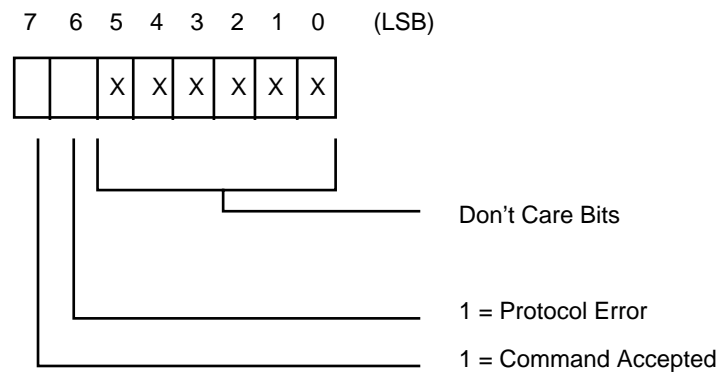 7 6 5 4 3 2 1 0 (LSB)
X X X X X X
Don't Care Bits
1 = Protocol Error
1 = Command Accepted